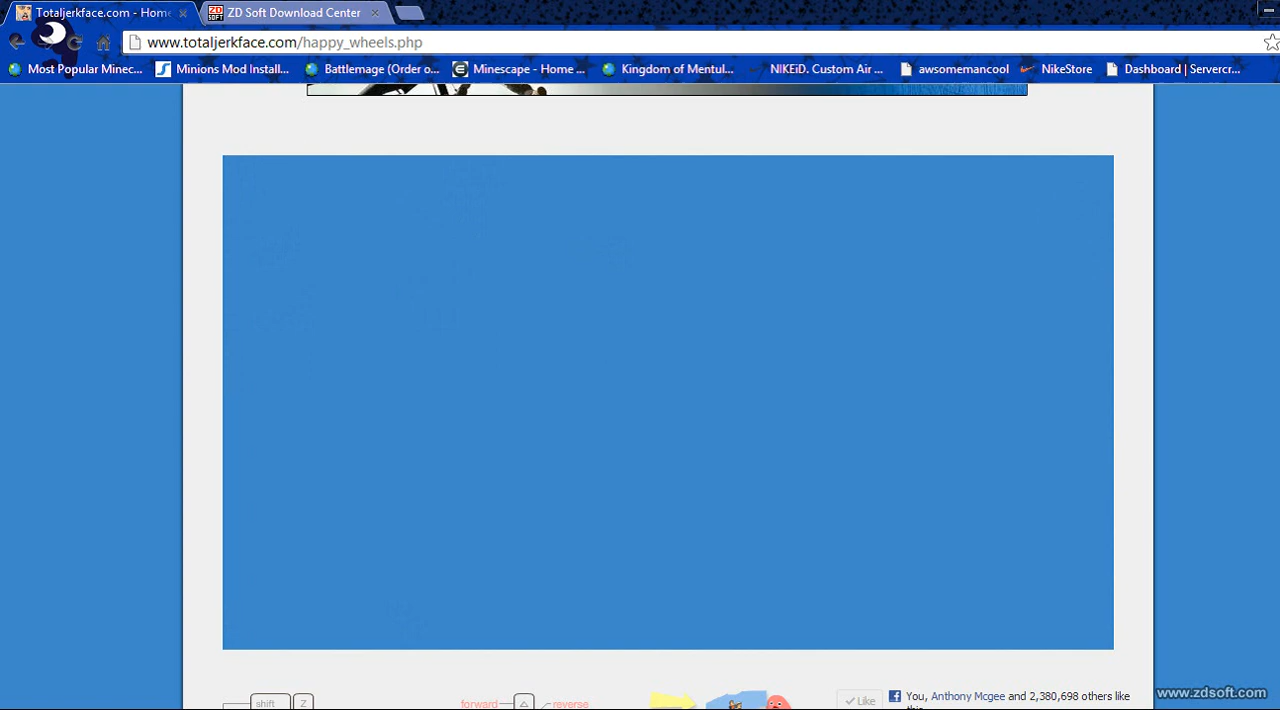 Totaljerkface.com - Home
ZD SOFT
ZD Soft Download Center
www.totaljerkface.com/happy_wheels.php
Most Popular Minec...
Minions Mod Install...
Battlemage (Order o...
Minescape - Home ...
Kingdom of Mentul...
NIKEiD. Custom Air ...
awsomemancool
NikeStore
Dashboard | Servercr...
shift
Z
forward
reverse
Like
You, Anthony Mcgee and 2,380,698 others like
www.zdsoft.com